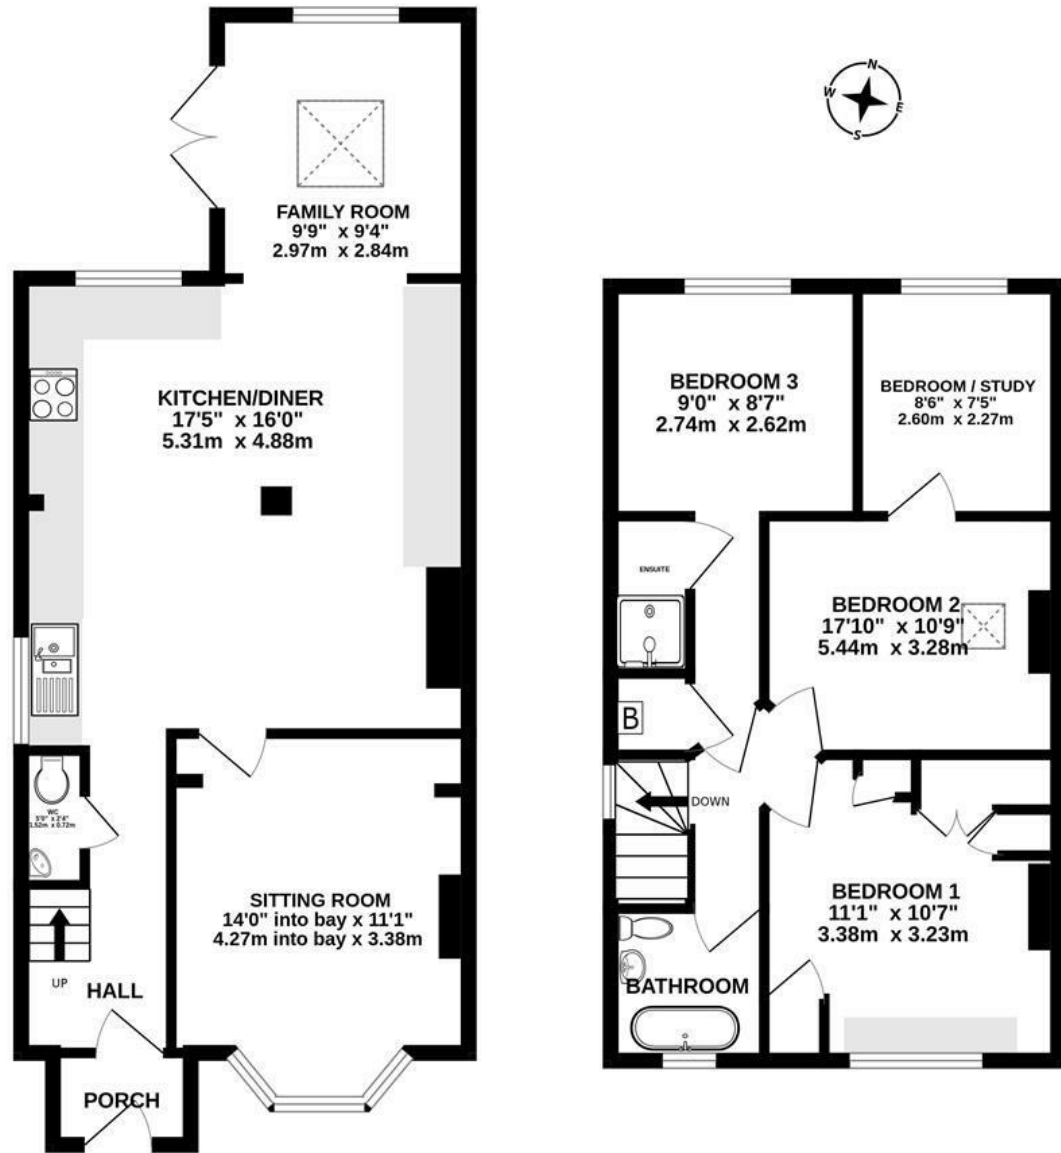 N
W
E
S
FAMILY ROOM
9'9" x 9'4"
2.97m x 2.84m
KITCHEN/DINER
17'5" x 16'0"
5.31m x 4.88m
WC
5'0" x 2'4"
1.52m x 0.72m
SITTING ROOM
14'0" into bay x 11'1"
4.27m into bay x 3.38m
UP
HALL
PORCH
BEDROOM 3
9'0" x 8'7"
2.74m x 2.62m
BEDROOM / STUDY
8'6" x 7'5"
2.60m x 2.27m
ENSUITE
BEDROOM 2
17'10" x 10'9"
5.44m x 3.28m
B
DOWN
BEDROOM 1
11'1" x 10'7"
3.38m x 3.23m
BATHROOM